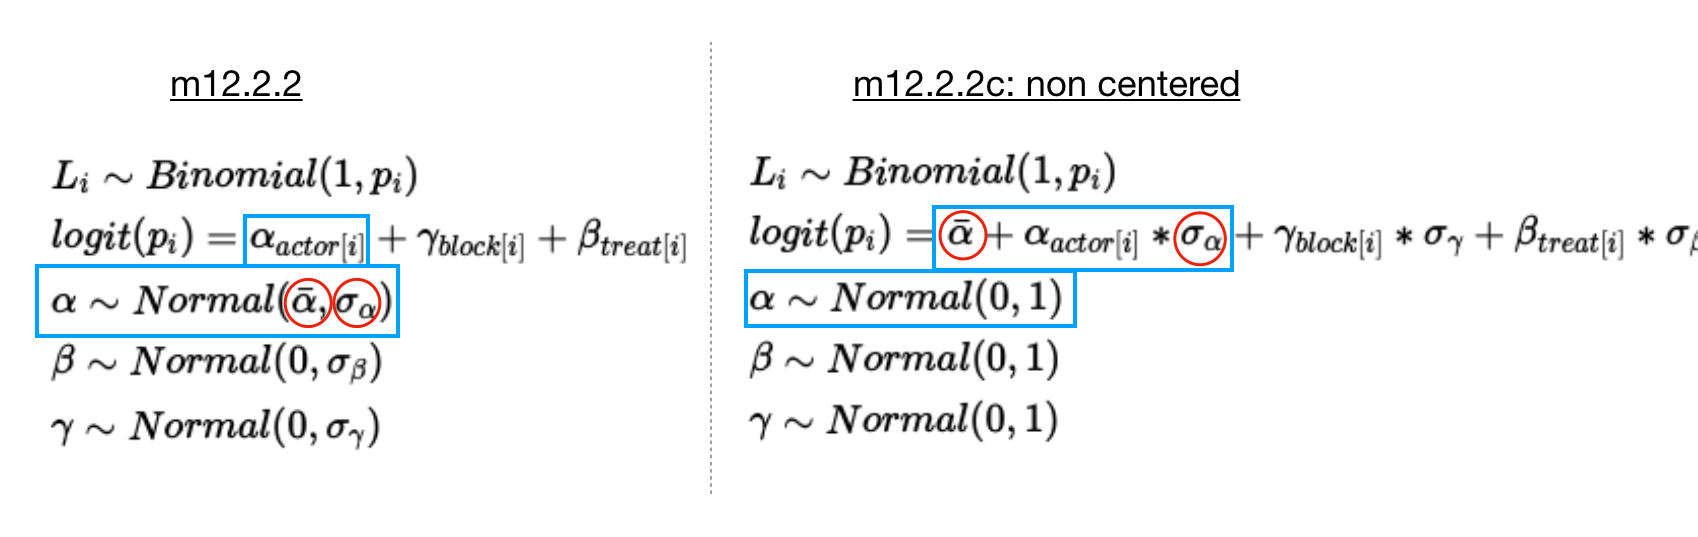 m12.2.2
L_i ~ Binomial(1, p_i)
logit(p_i) = α_actor[i] + γ_block[i] + β_treat[i]
α ~ Normal(ᾱ, σ_α)
β ~ Normal(0, σ_β)
γ ~ Normal(0, σ_γ)
m12.2.2c: non centered
L_i ~ Binomial(1, p_i)
logit(p_i) = ᾱ + α_actor[i] * σ_α + γ_block[i] * σ_γ + β_treat[i] * σ_β
α ~ Normal(0, 1)
β ~ Normal(0, 1)
γ ~ Normal(0, 1)